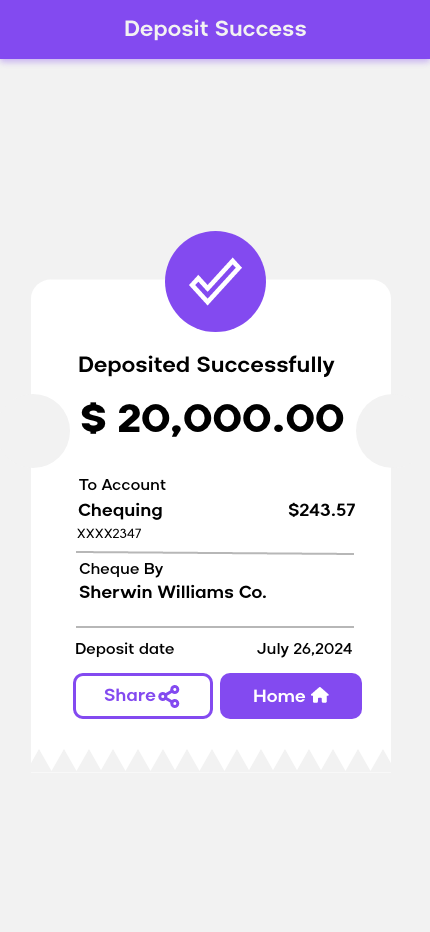 Deposit Success
Deposited Successfully
$ 20,000.00
To Account
Chequing $243.57
XXXX2347
Cheque By
Sherwin Williams Co.
Deposit date July 26,2024
Share Home